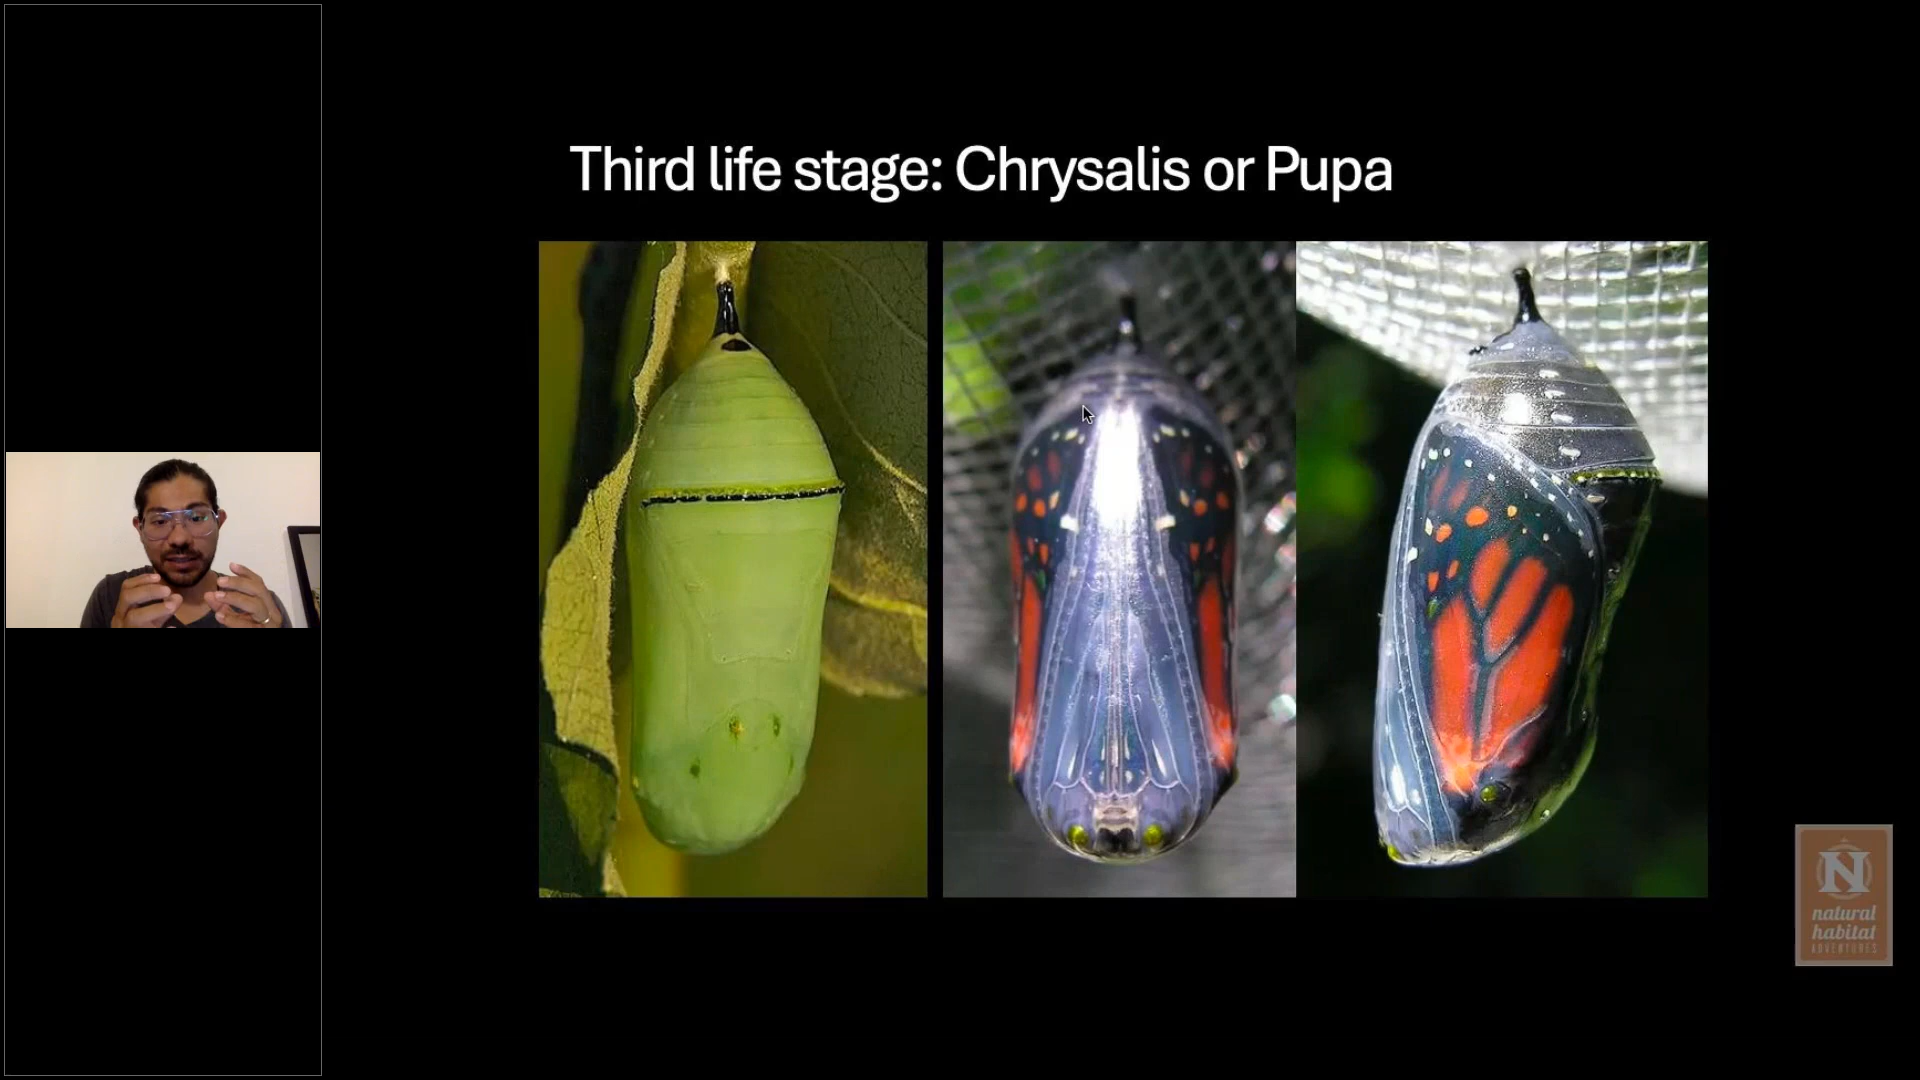 Third life stage: Chrysalis or Pupa
N
natural
habitat
ADVENTURES